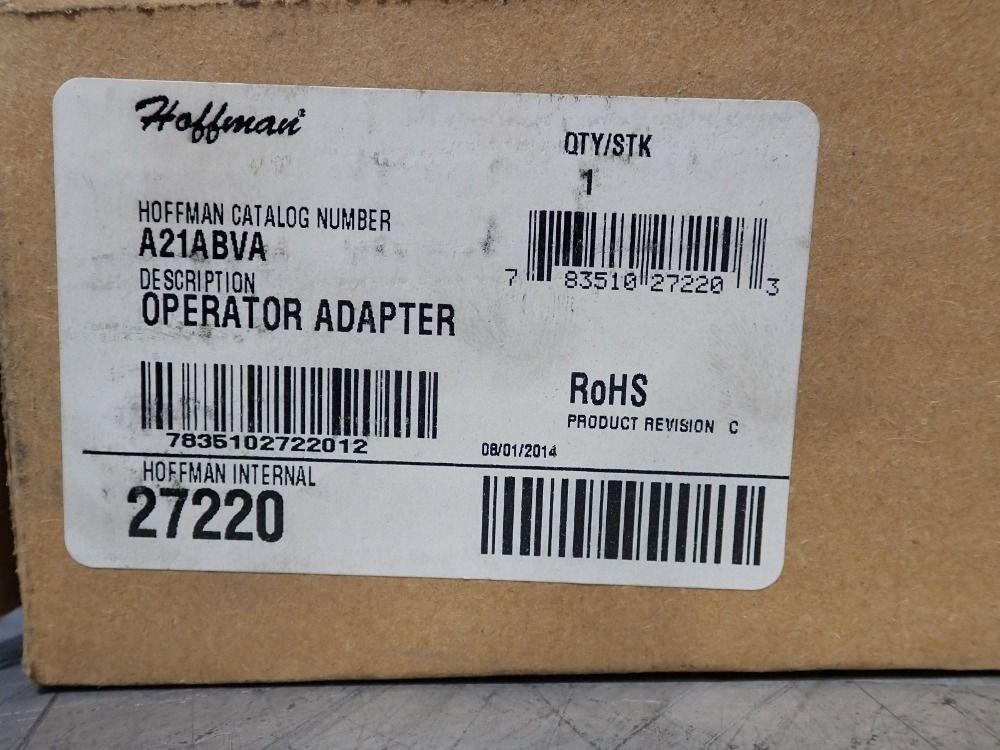 Hoffman
QTY/STK
1
HOFFMAN CATALOG NUMBER
A21ABVA
DESCRIPTION
OPERATOR ADAPTER
7 83510 27220 3
7835102722012
RoHS
PRODUCT REVISION C
08/01/2014
HOFFMAN INTERNAL
27220